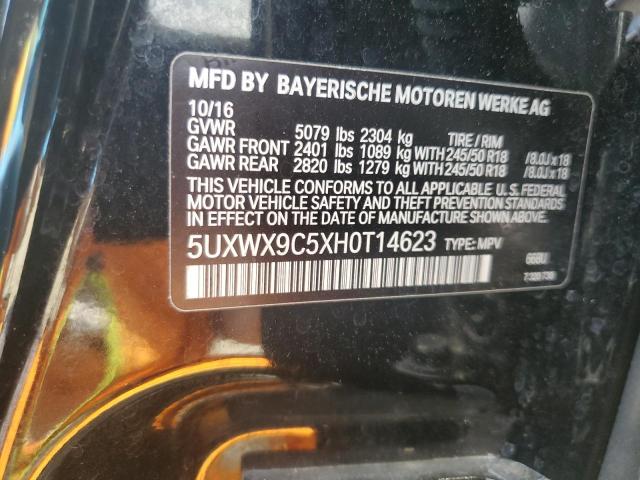 MFD BY BAYERISCHE MOTOREN WERKE AG
10/16
GVWR 5079 lbs 2304 kg TIRE / RIM
GAWR FRONT 2401 lbs 1089 kg WITH 245/50 R18 /8.0J x 18
GAWR REAR 2820 lbs 1279 kg WITH 245/50 R18 /8.0J x 18
THIS VEHICLE CONFORMS TO ALL APPLICABLE U.S. FEDERAL
MOTOR VEHICLE SAFETY AND THEFT PREVENTION STANDARDS
IN EFFECT ON THE DATE OF MANUFACTURE SHOWN ABOVE.
5UXWX9C5XH0T14623 TYPE: MPV